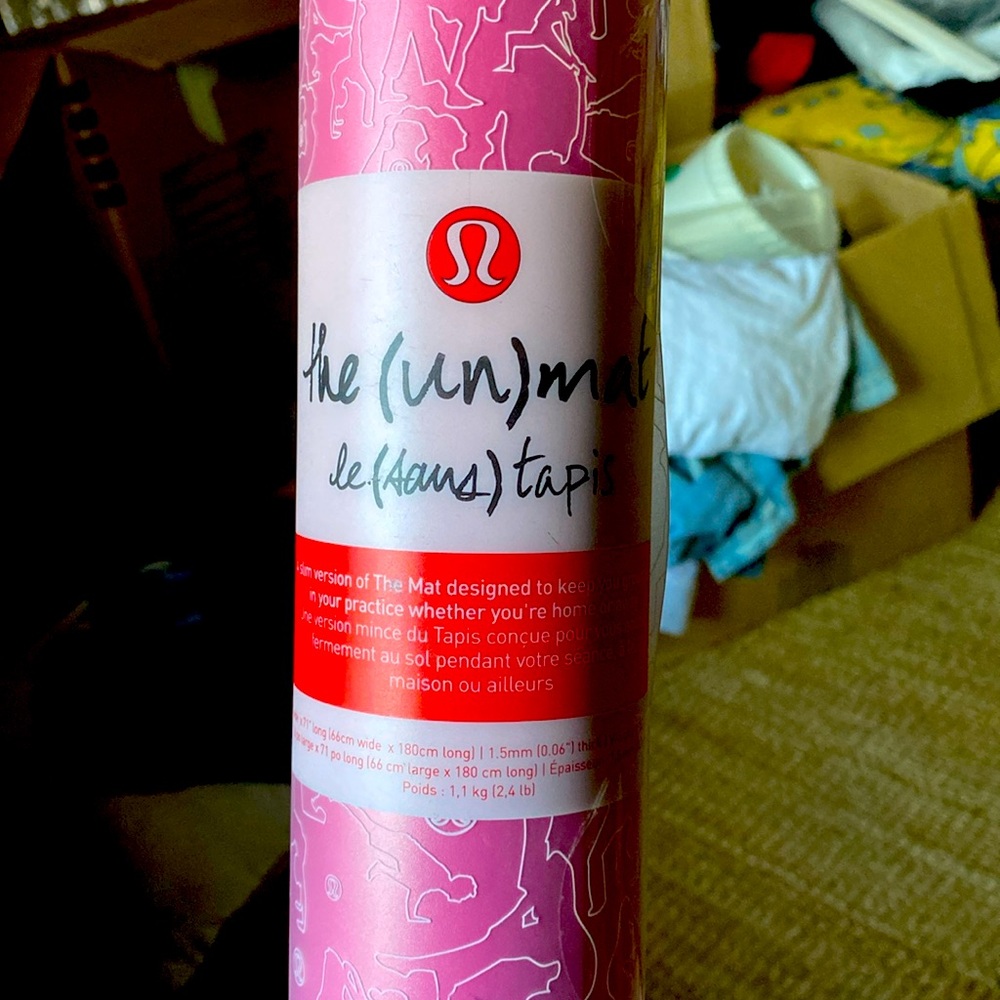 the (un)mat
le (sans) tapis
slim version of The Mat designed to keep
in your practice whether you're home
version mince du Tapis conçue pour
fermement au sol pendant votre
maison ou ailleurs
x 71" long (66cm wide x 180cm long) | 1.5mm (0.06")
large x 71 po long (66 cm large x 180 cm long) |
Poids : 1,1 kg (2,4 lb)